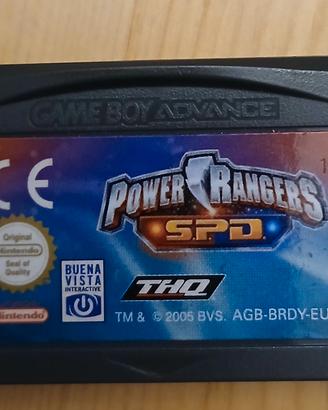 GAME BOY ADVANCE
CE
POWER RANGERS
S.P.D.
Original
Nintendo
Seal of
Quality
BUENA
VISTA
INTERACTIVE
THQ
Nintendo
TM & © 2005 BVS. AGB-BRDY-EU